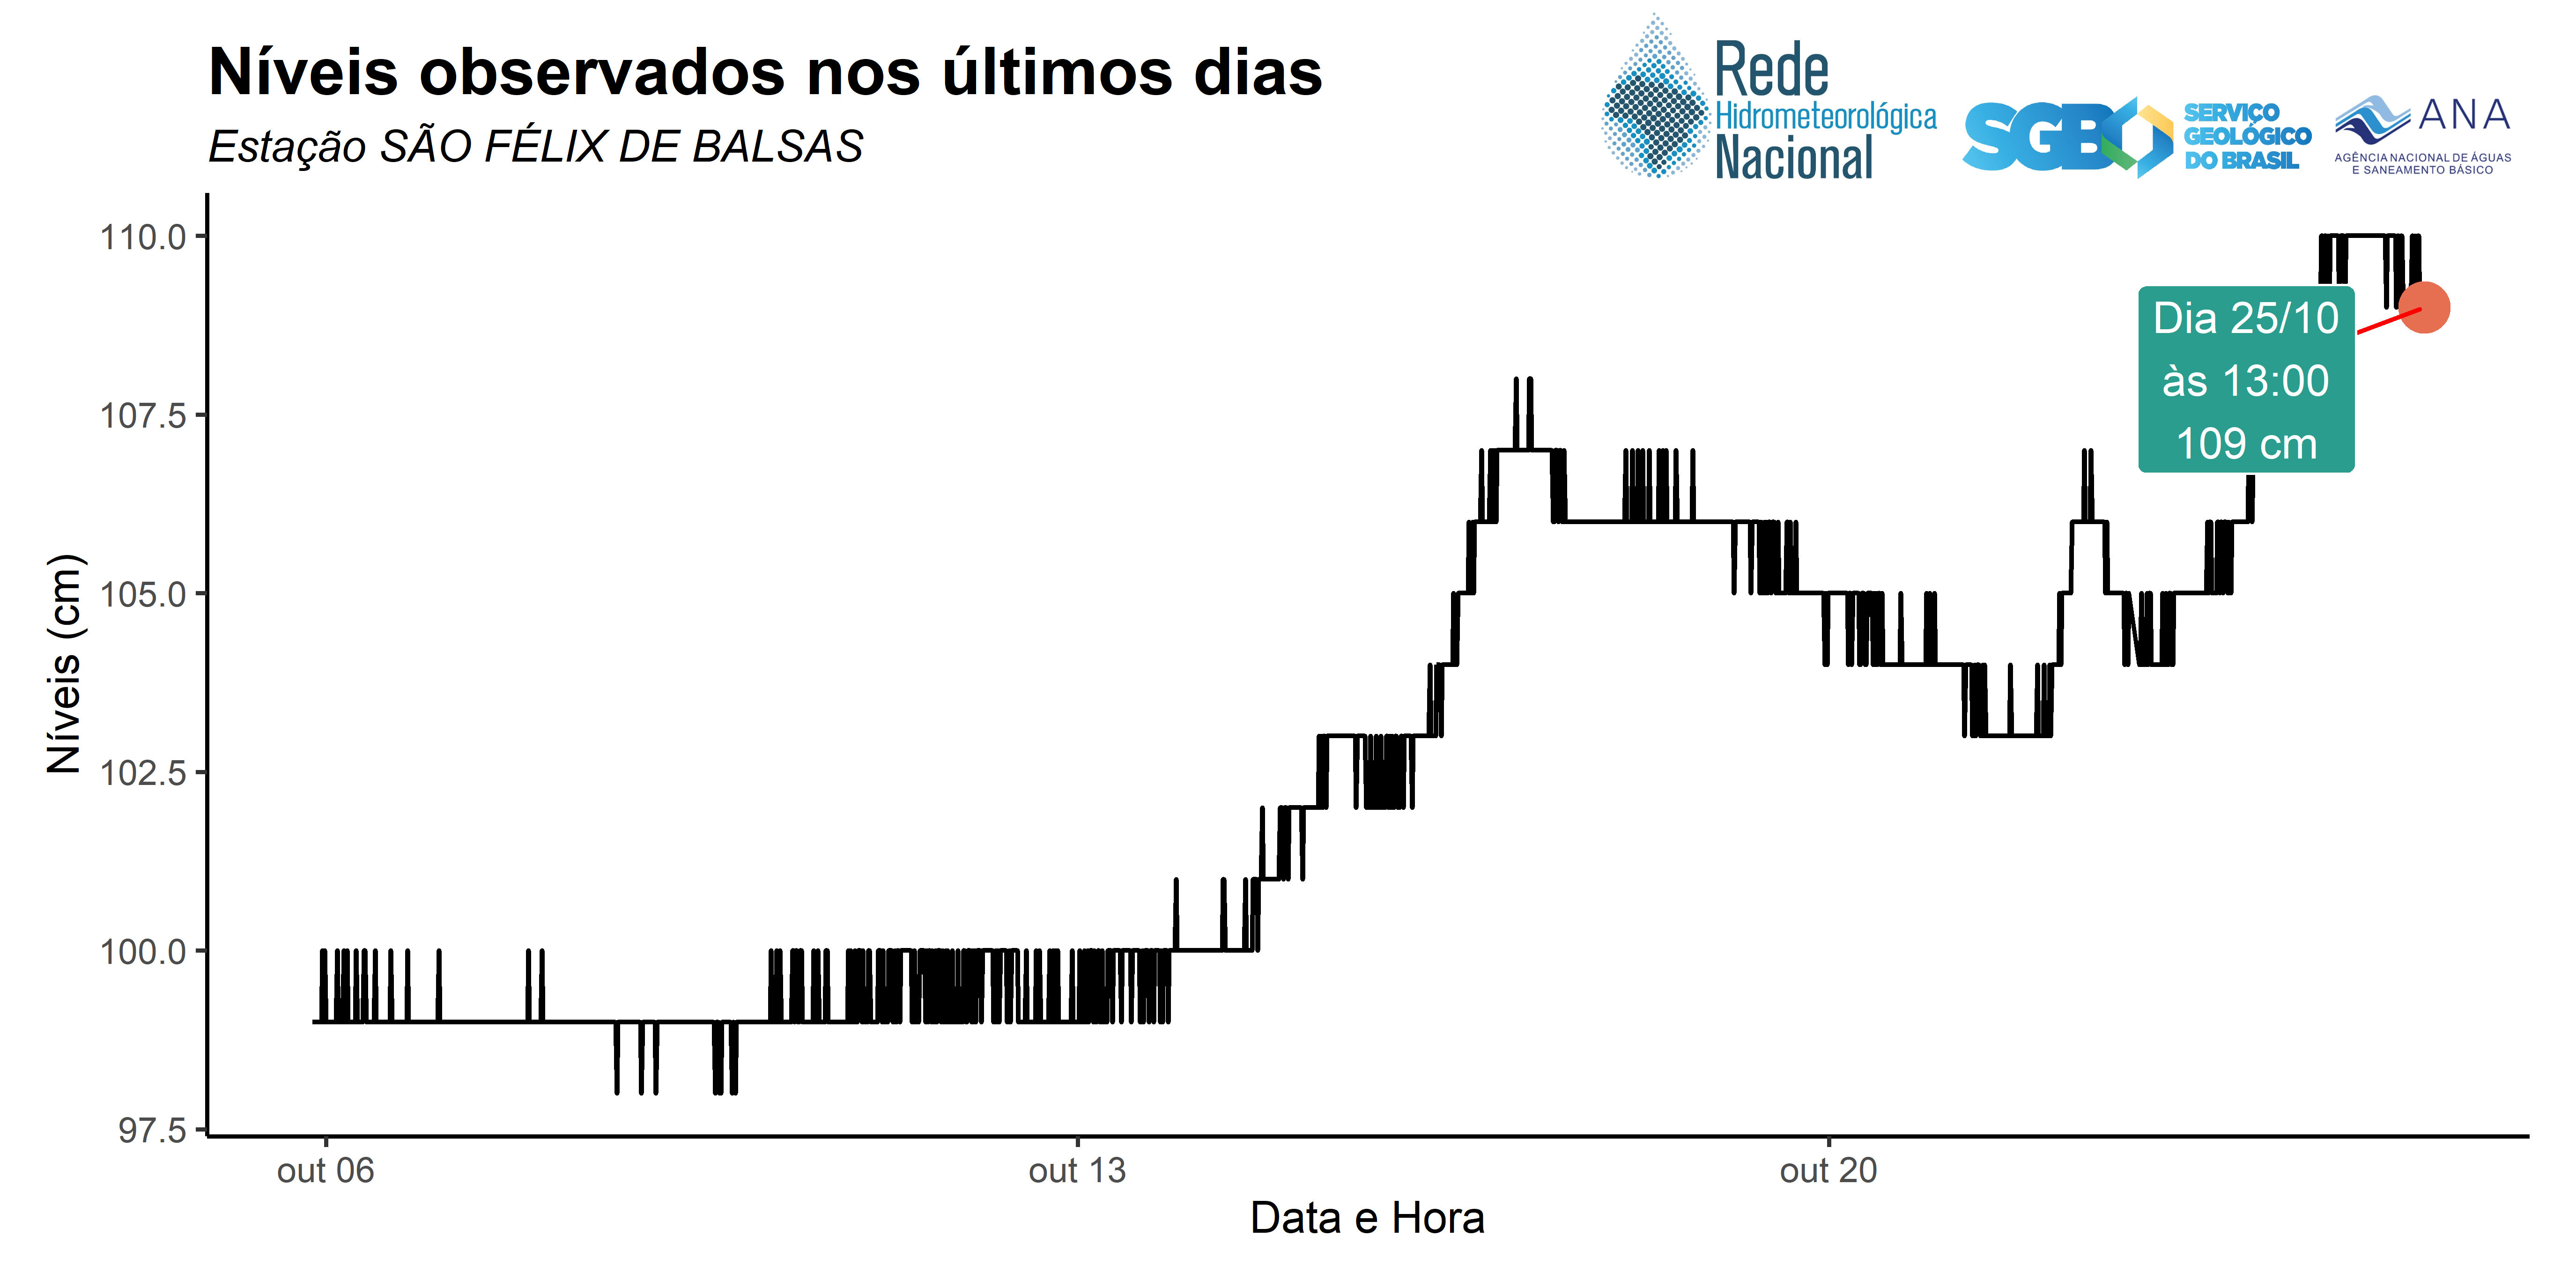 Níveis observados nos últimos dias
Estação SÃO FÉLIX DE BALSAS
Rede
Hidrometeorológica
Nacional
SGB
SERVIÇO
GEOLÓGICO
DO BRASIL
ANA
AGÊNCIA NACIONAL DE ÁGUAS
E SANEAMENTO BÁSICO
Níveis (cm)
110.0
107.5
105.0
102.5
100.0
97.5
Dia 25/10
às 13:00
109 cm
out 06
out 13
out 20
Data e Hora